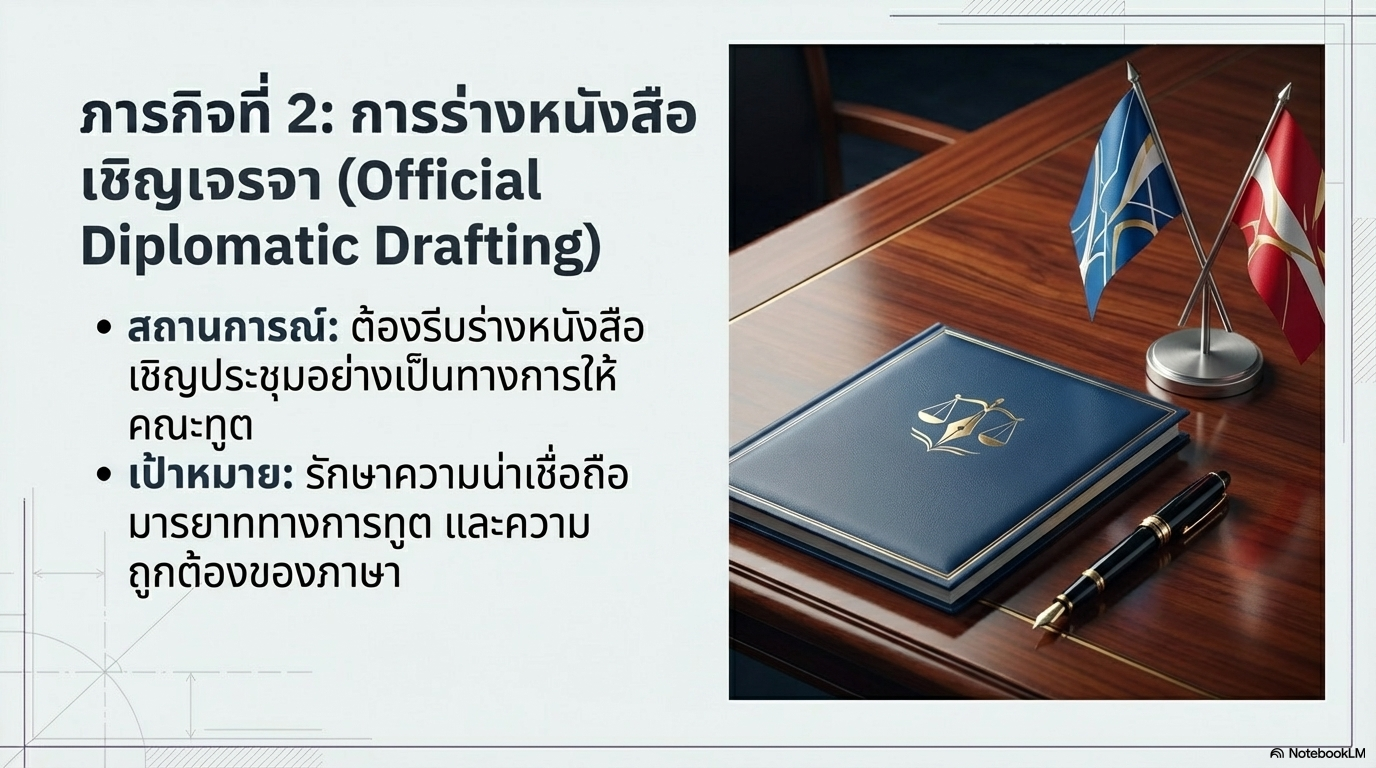 ภารกิจที่ 2: การร่างหนังสือ
เชิญเจรจา (Official
Diplomatic Drafting)
• สถานการณ์: ต้องรีบร่างหนังสือ
เชิญประชุมอย่างเป็นทางการให้
คณะทูต
• เป้าหมาย: รักษาความน่าเชื่อถือ
มารยาททางการทูต และความ
ถูกต้องของภาษา
NotebookLM